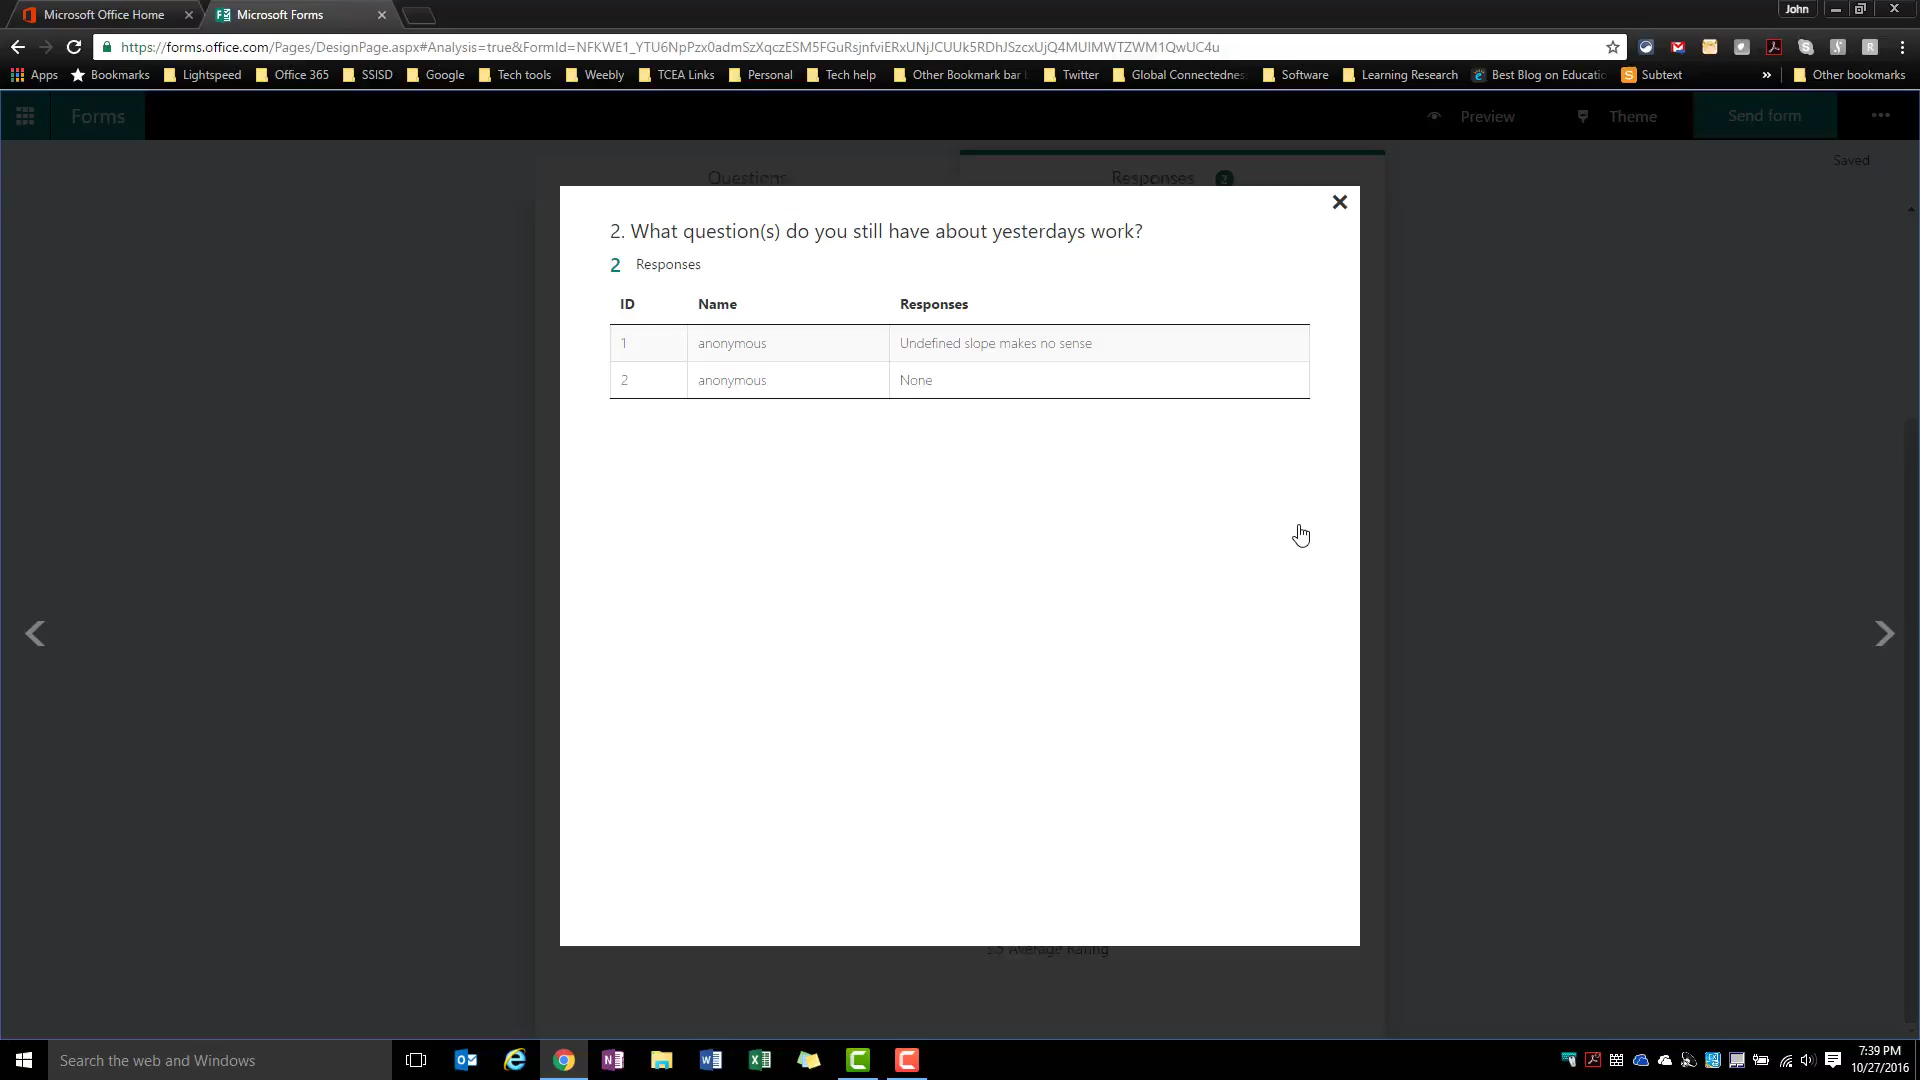 Microsoft Office Home
Microsoft Forms
John
https://forms.office.com/Pages/DesignPage.aspx#Analysis=true&FormId=NFKWE1_YTU6NpPzx0admSzXqczESM5FGuRsjnfviERxUNjJCUUk5RDhJSzcxUjQ4MUlMWTZWM1QwUC4u
Apps Bookmarks Lightspeed Office 365 SSISD Google Tech tools Weebly TCEA Links Personal Tech help Other Bookmark bar Twitter Global Connectednes Software Learning Research Best Blog on Educatio Subtext » Other bookmarks
Forms
Preview Theme Send form
Saved
Questions Responses 2
2. What question(s) do you still have about yesterdays work?
2 Responses
ID Name Responses
1 anonymous Undefined slope makes no sense
2 anonymous None
Average Rating
Search the web and Windows
7:39 PM
10/27/2016